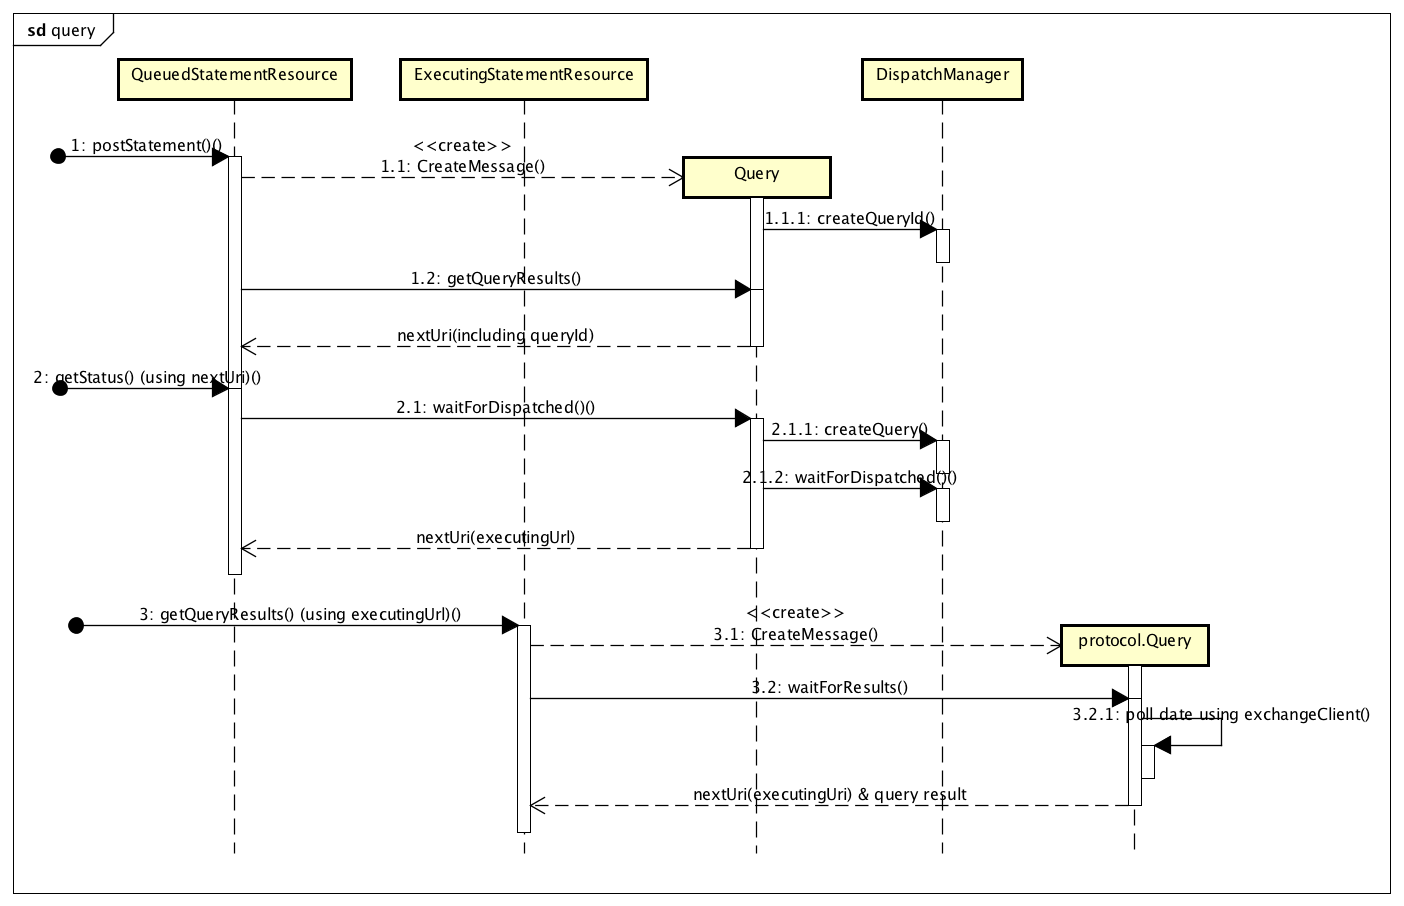 sd query
QueuedStatementResource
ExecutingStatementResource
DispatchManager
1: postStatement()()
<<create>>
1.1: CreateMessage()
Query
1.1.1: createQueryId()
1.2: getQueryResults()
nextUri(including queryId)
2: getStatus() (using nextUri)()
2.1: waitForDispatched()()
2.1.1: createQuery()
2.1.2: waitForDispatched()()
nextUri(executingUrl)
3: getQueryResults() (using executingUrl)()
<<create>>
3.1: CreateMessage()
protocol.Query
3.2: waitForResults()
3.2.1: poll date using exchangeClient()
nextUri(executingUri) & query result